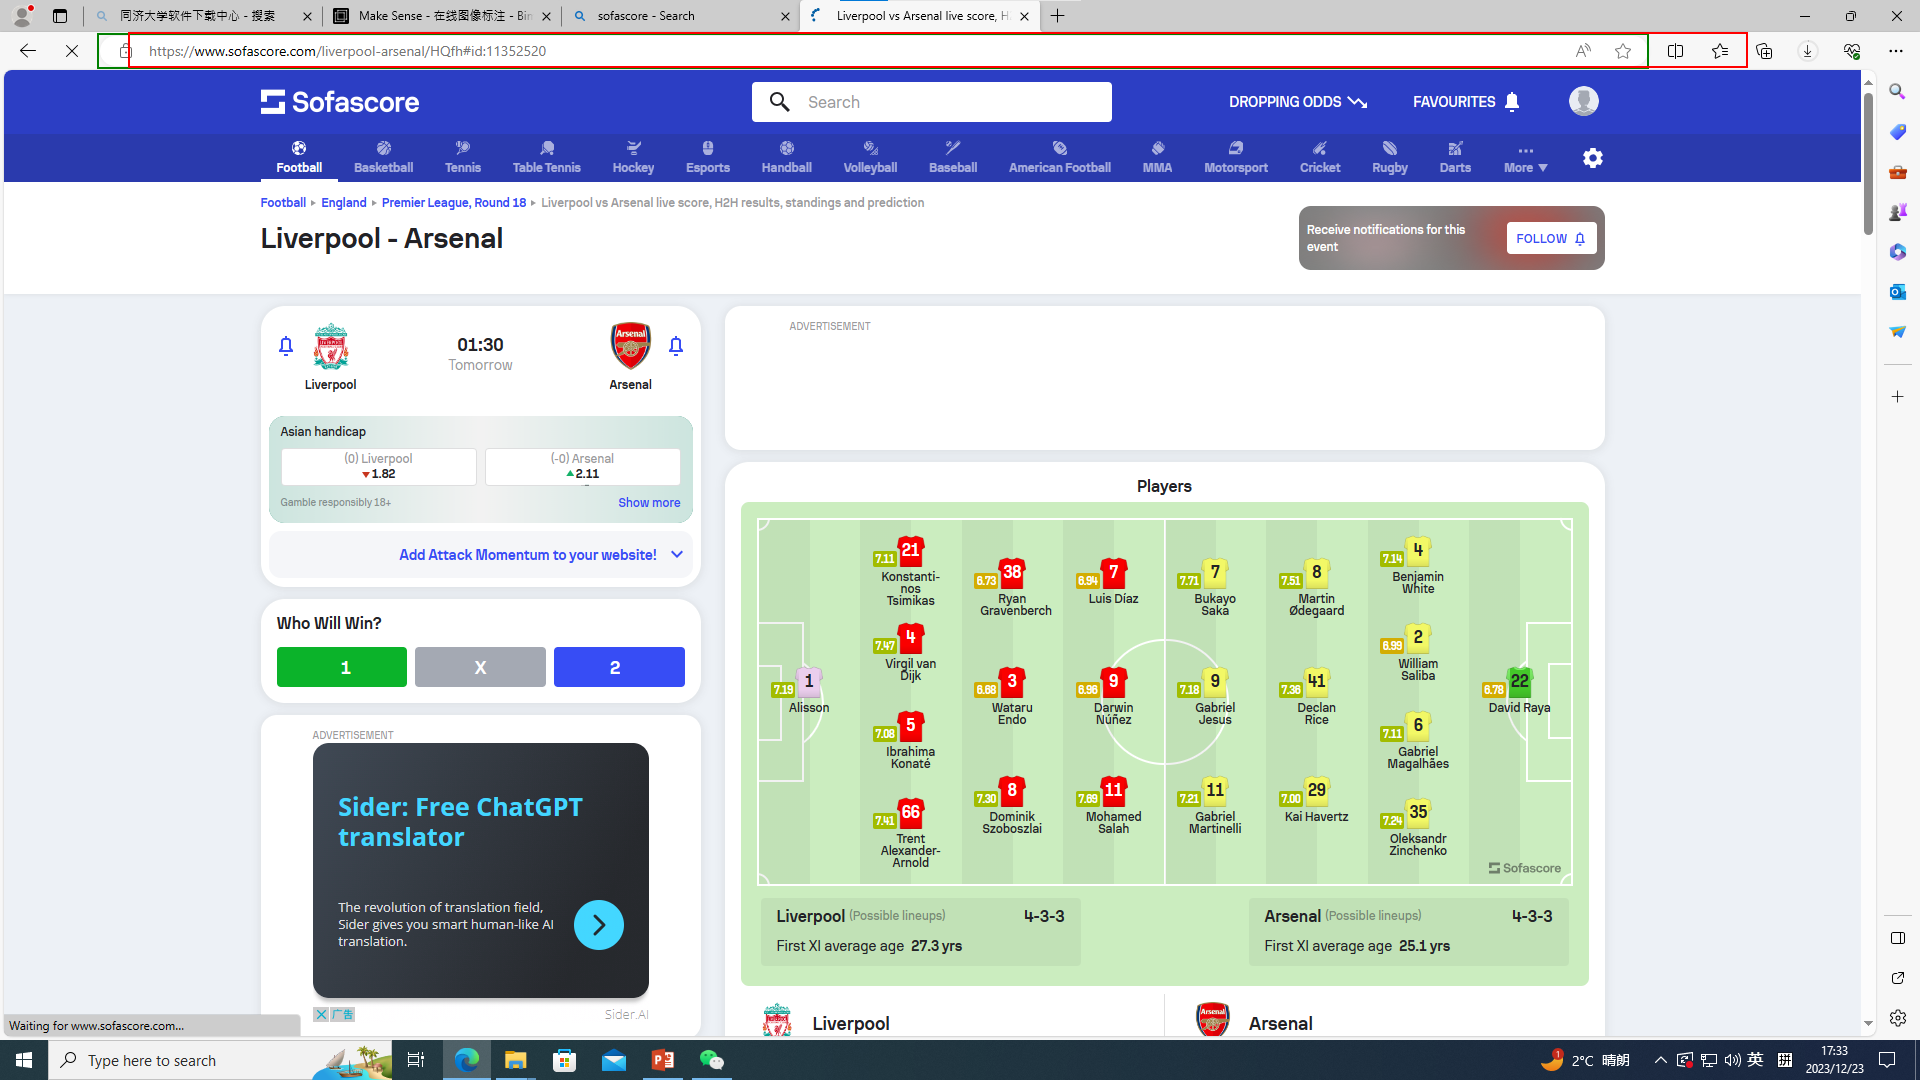 同济大学软件下载中心 - 搜索
Make Sense - 在线图像标注 - Bin
sofascore - Search
Liverpool vs Arsenal live score, H
https://www.sofascore.com/liverpool-arsenal/HQfh#id:11352520
Sofascore
Search
DROPPING ODDS
FAVOURITES
Football
Basketball
Tennis
Table Tennis
Hockey
Esports
Handball
Volleyball
Baseball
American Football
MMA
Motorsport
Cricket
Rugby
Darts
More
Football England Premier League, Round 18 Liverpool vs Arsenal live score, H2H results, standings and prediction
Liverpool - Arsenal
Receive notifications for this
event
FOLLOW
01:30
Tomorrow
Liverpool
Arsenal
Asian handicap
(0) Liverpool
1.82
(-0) Arsenal
2.11
Gamble responsibly 18+
Show more
Add Attack Momentum to your website!
Who Will Win?
1
X
2
ADVERTISEMENT
Sider: Free ChatGPT
translator
The revolution of translation field,
Sider gives you smart human-like AI
translation.
广告
Sider.AI
ADVERTISEMENT
Players
1
7.19
Alisson
21
7.11
Konstanti-
nos
Tsimikas
4
7.47
Virgil van
Dijk
5
7.08
Ibrahima
Konaté
66
7.41
Trent
Alexander-
Arnold
38
6.73
Ryan
Gravenberch
3
6.68
Wataru
Endo
8
7.30
Dominik
Szoboszlai
7
6.94
Luis Díaz
9
6.96
Darwin
Núñez
11
7.69
Mohamed
Salah
7
7.71
Bukayo
Saka
9
7.18
Gabriel
Jesus
11
7.21
Gabriel
Martinelli
8
7.51
Martin
Ødegaard
41
7.36
Declan
Rice
29
7.00
Kai Havertz
4
7.14
Benjamin
White
2
6.99
William
Saliba
6
7.11
Gabriel
Magalhães
35
7.24
Oleksandr
Zinchenko
22
6.78
David Raya
Sofascore
Liverpool (Possible lineups) 4-3-3
First XI average age 27.3 yrs
Arsenal (Possible lineups) 4-3-3
First XI average age 25.1 yrs
Liverpool
Arsenal
Waiting for www.sofascore.com...
Type here to search
1
2°C 晴朗
英
拼
17:33
2023/12/23